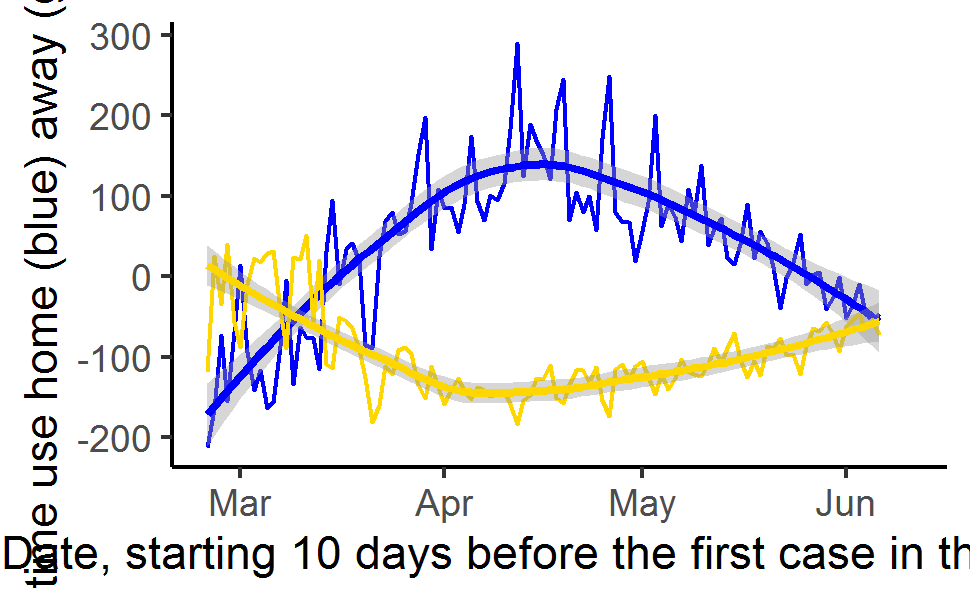 time use home (blue) away (
300
200
100
0
-100
-200
Mar Apr May Jun
Date, starting 10 days before the first case in th